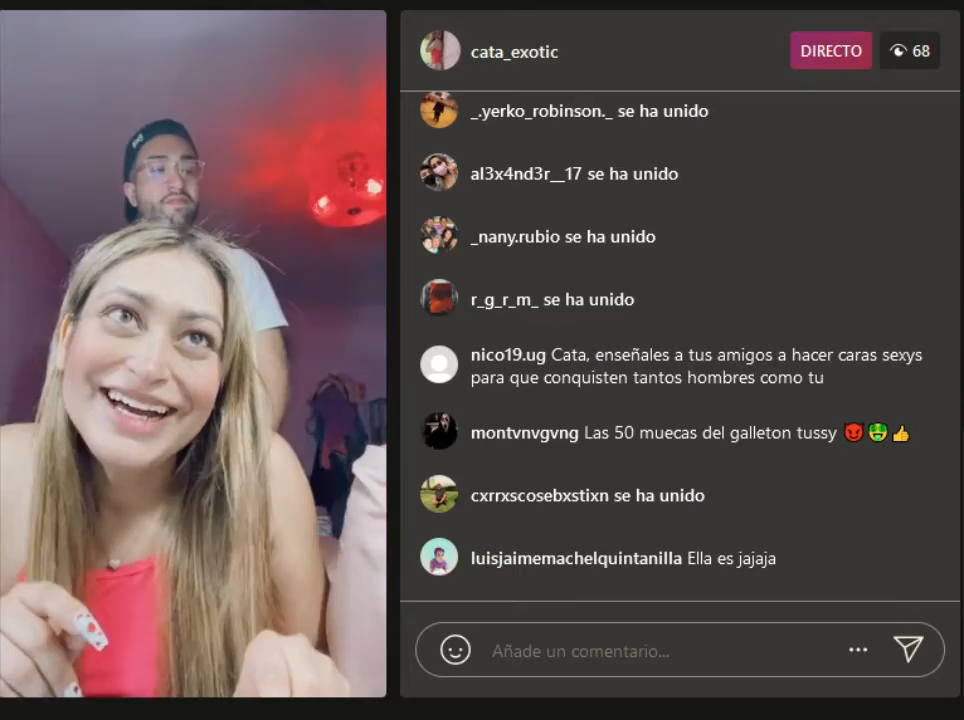 cata_exotic
DIRECTO
68
_.yerko_robinson._ se ha unido
al3x4nd3r__17 se ha unido
_nany.rubio se ha unido
r_g_r_m_ se ha unido
nico19.ug Cata, enseñales a tus amigos a hacer caras sexys
para que conquisten tantos hombres como tu
montvnvgvng Las 50 muecas del galleton tussy 😈🤑👍
cxrrxscosebxstixn se ha unido
luisjaimemachelquintanilla Ella es jajaja
Añade un comentario...